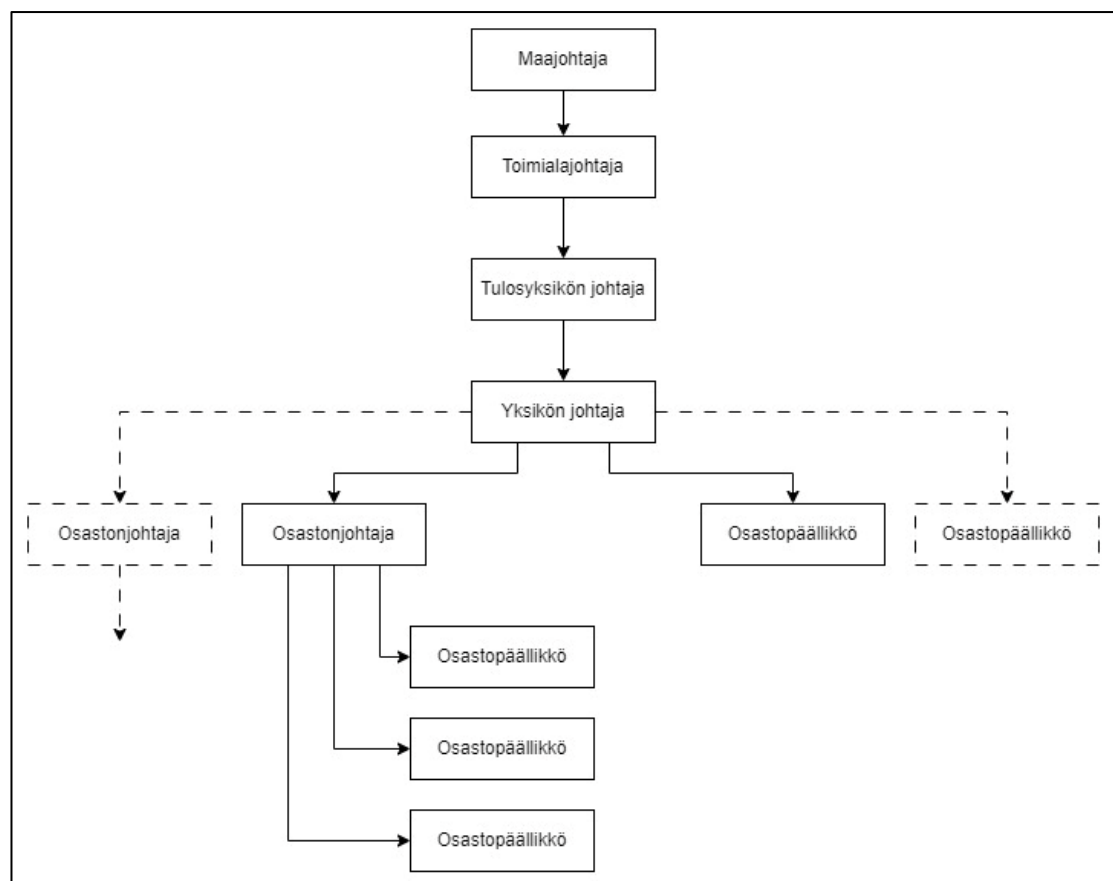 Maajohtaja
Toimialajohtaja
Tulosyksikön johtaja
Yksikön johtaja
Osastonjohtaja
Osastonjohtaja
Osastopäällikkö
Osastopäällikkö
Osastopäällikkö
Osastopäällikkö
Osastopäällikkö